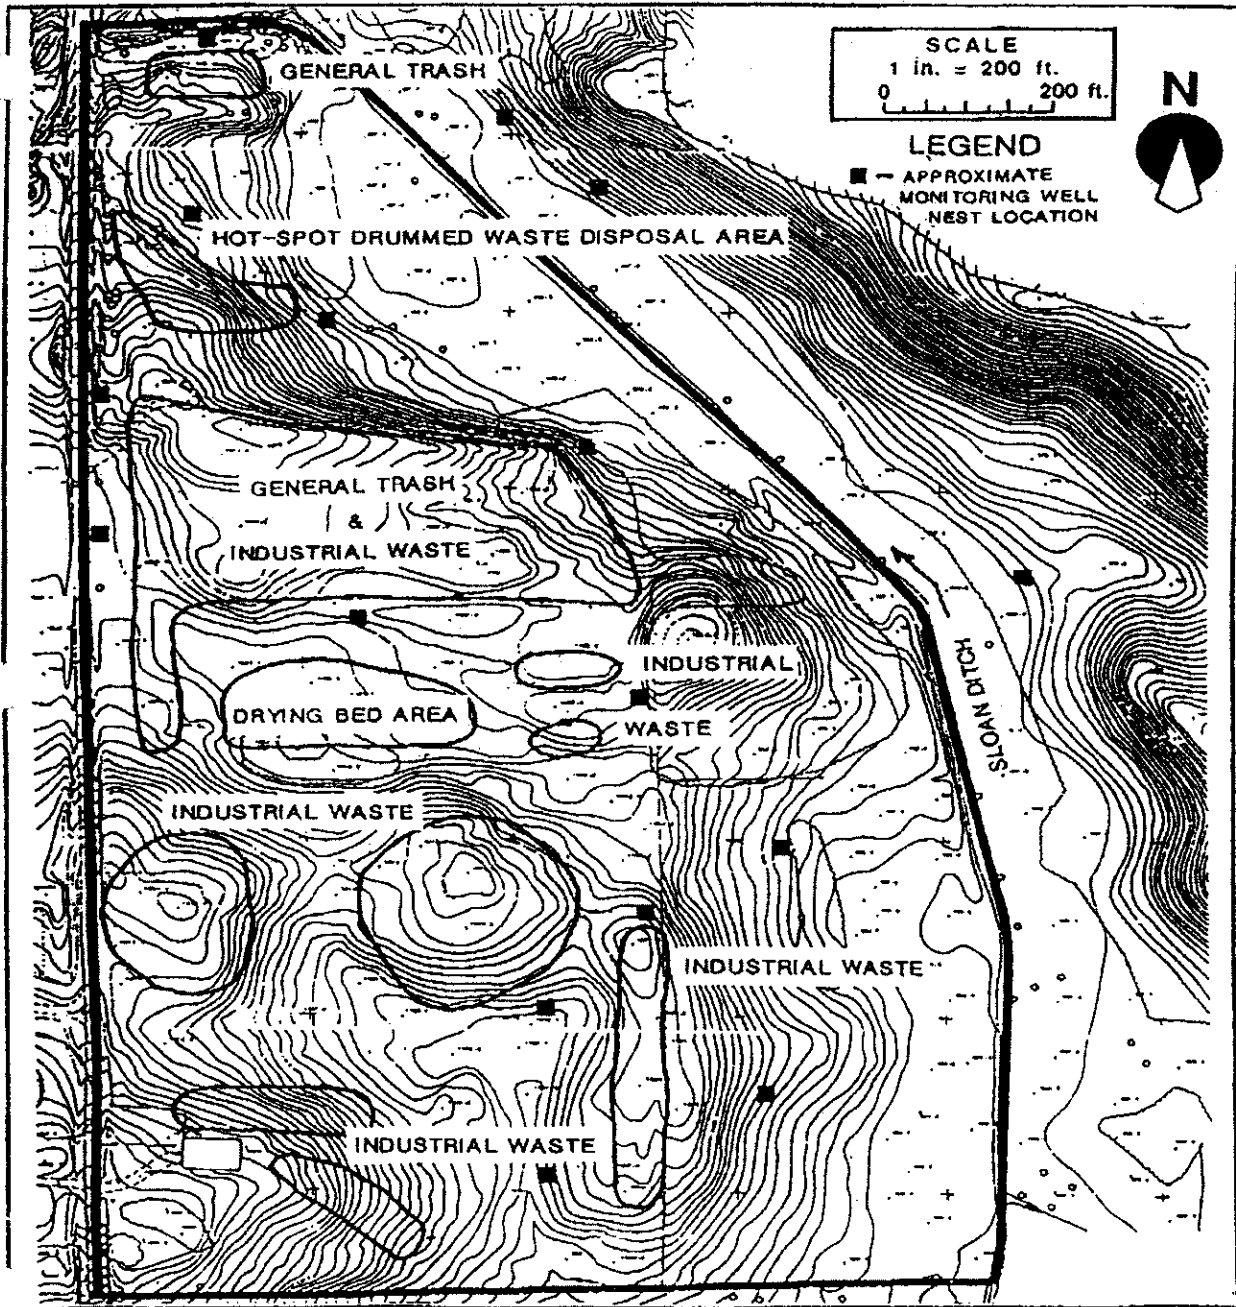 SCALE
1 in. = 200 ft.
0 200 ft.
N
LEGEND
■ - APPROXIMATE
MONITORING WELL
NEST LOCATION
GENERAL TRASH
HOT-SPOT DRUMMED WASTE DISPOSAL AREA
GENERAL TRASH
&
INDUSTRIAL WASTE
INDUSTRIAL
WASTE
DRYING BED AREA
SLOAN DITCH
INDUSTRIAL WASTE
INDUSTRIAL WASTE
INDUSTRIAL WASTE